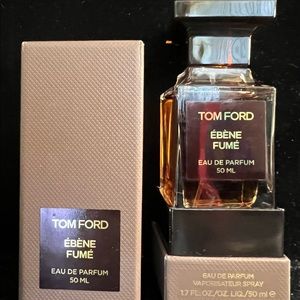 TOM FORD
ÉBÈNE
FUMÉ
EAU DE PARFUM
50 ML
TOM FORD
ÉBÈNE
FUMÉ
EAU DE PARFUM
50 ML
EAU DE PARFUM
VAPORISATEUR SPRAY
1.7 FL.OZ./OZ. LIQ./50 ml ℮